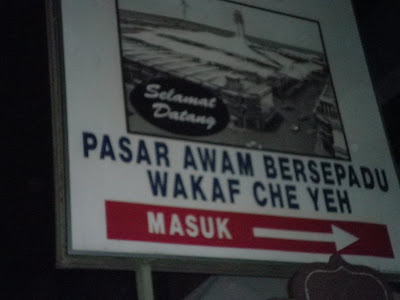 Selamat
Datang
PASAR AWAM BERSEPADU
WAKAF CHE YEH
MASUK